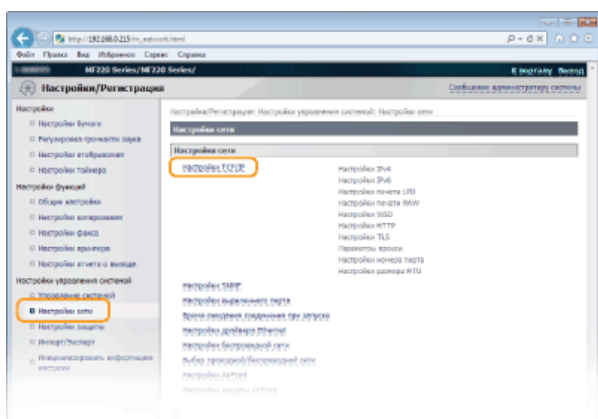 http://192.168.0.215/m_network.html
Файл Правка Вид Избранное Сервис Справка
MF220 Series/MF220 Series/
К порталу Выход
Настройки/Регистрация
Сообщение администратору системы
Настройки
Настройки бумаги
Регулировка громкости звука
Настройки отображения
Настройки таймера
Настройки функций
Общие настройки
Настройки копирования
Настройки факса
Настройки принтера
Настройки отчета о выводе
Настройки управления системой
Управление системой
Настройки сети
Настройки защиты
Импорт/Экспорт
Инициализировать информацию
настроек
Настройки/Регистрация: Настройки управления системой: Настройки сети
Настройки сети
Настройки сети
Настройки TCP/IP
Настройки IPv4
Настройки IPv6
Настройки печати LPD
Настройки печати RAW
Настройки WSD
Настройки HTTP
Настройки TLS
Параметры прокси
Настройки номера порта
Настройки размера MTU
Настройки SNMP
Настройки выделенного порта
Время ожидания соединения при запуске
Настройки драйвера Ethernet
Настройки беспроводной сети
Выбор проводной/беспроводной сети
Настройки AirPrint
Настройки защиты AirPrint